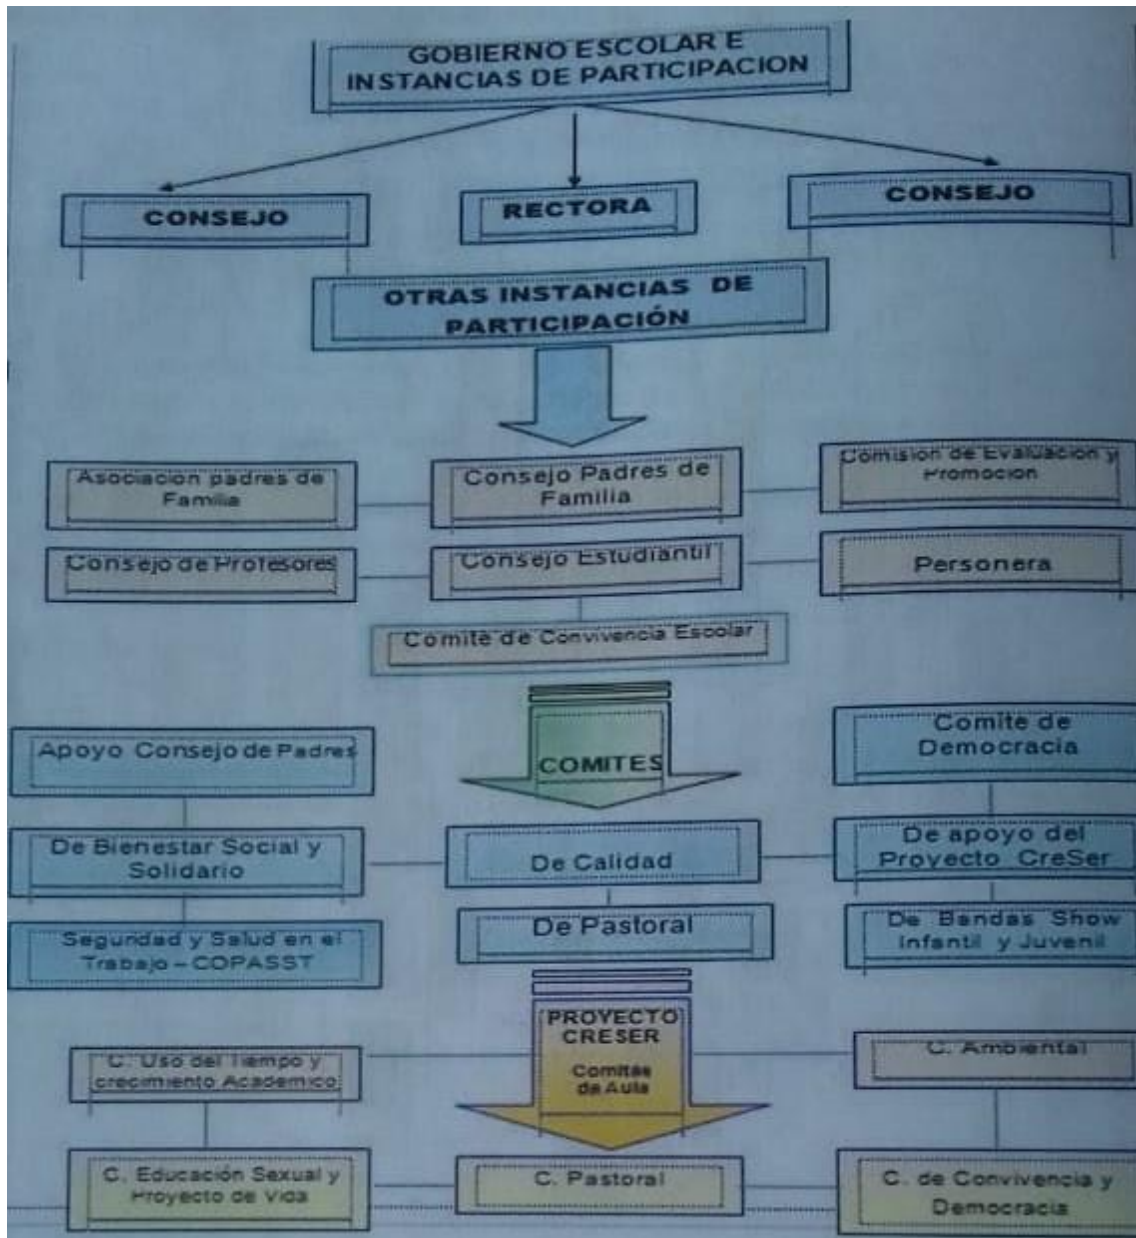 GOBIERNO ESCOLAR E
INSTANCIAS DE PARTICIPACION
CONSEJO
RECTORA
CONSEJO
OTRAS INSTANCIAS DE
PARTICIPACIÓN
Asociacion padres de
Familia
Consejo Padres de
Familia
Comision de Evaluacion y
Promocion
Consejo de Profesores
Consejo Estudiantil
Personera
Comité de Convivencia Escolar
COMITES
Apoyo Consejo de Padres
Comite de
Democracia
De Bienestar Social y
Solidario
De Calidad
De apoyo del
Proyecto CreSer
Seguridad y Salud en el
Trabajo – COPASST
De Pastoral
De Bandas Show
Infantil y Juvenil
PROYECTO
CRESER
Comités
de Aula
C. Uso del Tiempo y
crecimiento Academico
C. Ambiental
C. Educación Sexual y
Proyecto de Vida
C. Pastoral
C. de Convivencia y
Democracia